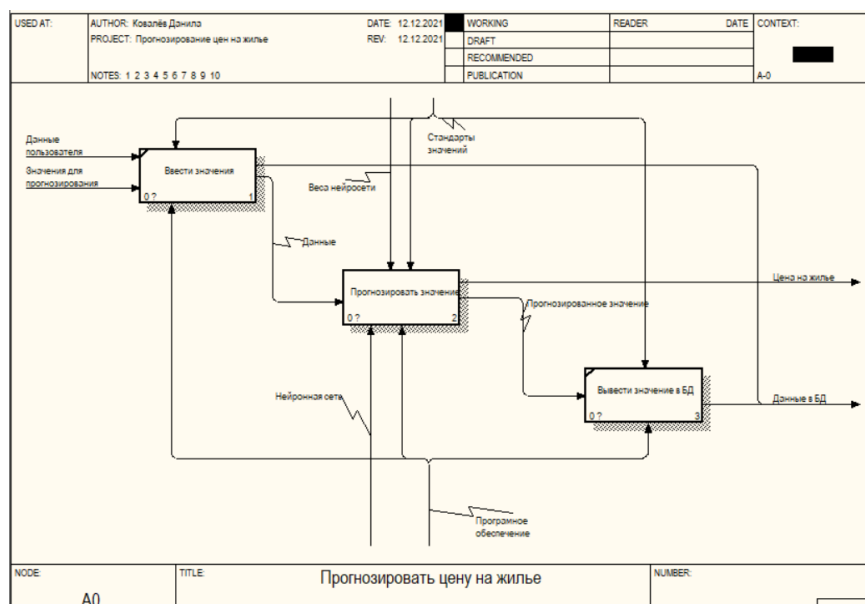 USED AT:
AUTHOR: Ковалёв Данила
DATE: 12.12.2021
WORKING
READER
DATE
CONTEXT:
PROJECT: Прогнозирование цен на жилье
REV: 12.12.2021
DRAFT
RECOMMENDED
NOTES: 1 2 3 4 5 6 7 8 9 10
PUBLICATION
A-0
Данные
пользователя
Значения для
прогнозирования
Ввести значения
0 ?
1
Стандарты
значений
Веса нейросети
Данные
Прогнозировать значение
0 ?
2
Цена на жилье
Прогнозированное значение
Нейронная сеть
Вывести значение в БД
0 ?
3
Данные в БД
Програмное
обеспечение
NODE:
TITLE:
Прогнозировать цену на жилье
NUMBER:
A0